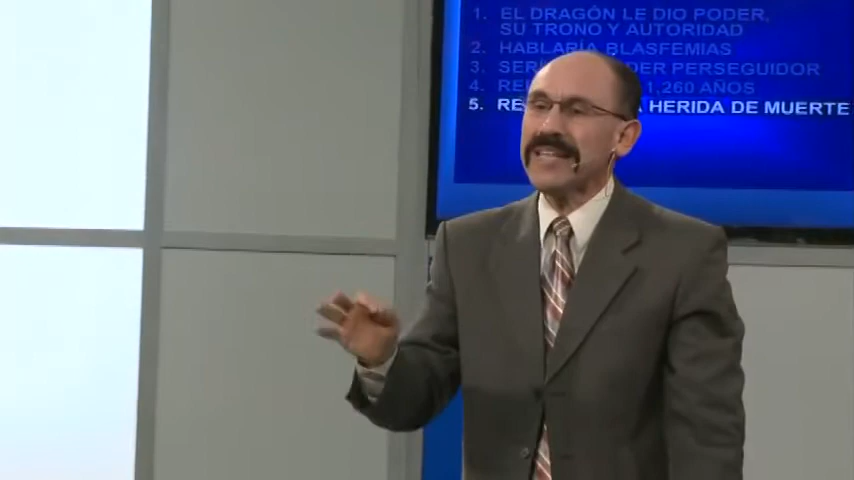 1. EL DRAGÓN LE DIO PODER,
SU TRONO Y AUTORIDAD
2. HABLARÍA BLASFEMIAS
3. PERSEGUIDOR
4. 1,260 AÑOS
5. HERIDA DE MUERTE